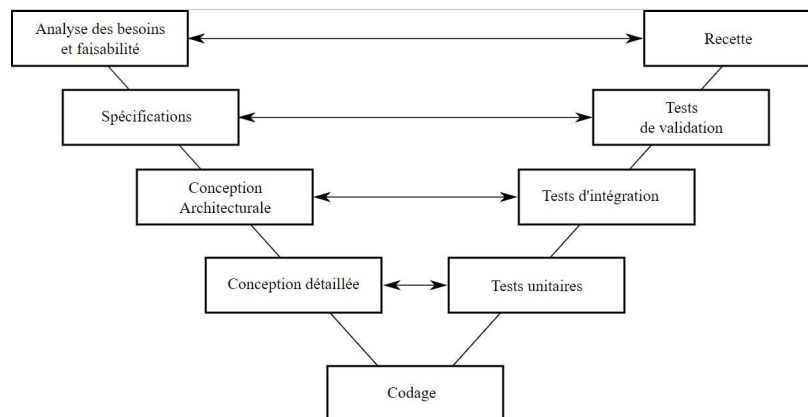 Analyse des besoins
et faisabilité
Recette
Spécifications
Tests
de validation
Conception
Architecturale
Tests d'intégration
Conception détaillée
Tests unitaires
Codage